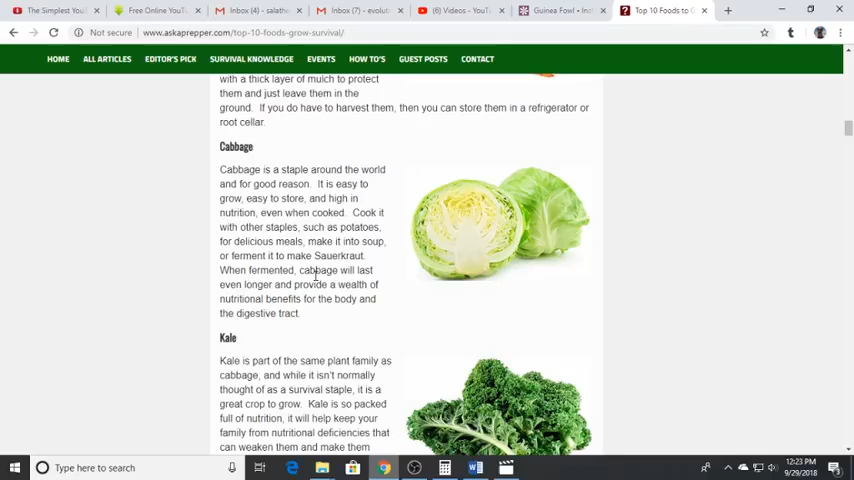 The Simplest You
Free Online YouT
Inbox (4) - salathe
Inbox (7) - evolut
(6) Videos - YouT
Guinea Fowl - Inst
Top 10 Foods to G
Not secure www.askaprepper.com/top-10-foods-grow-survival/
HOME ALL ARTICLES EDITOR'S PICK SURVIVAL KNOWLEDGE EVENTS HOW TO'S GUEST POSTS CONTACT
with a thick layer of mulch to protect
them and just leave them in the
ground. If you do have to harvest them, then you can store them in a refrigerator or
root cellar.
Cabbage
Cabbage is a staple around the world
and for good reason. It is easy to
grow, easy to store, and high in
nutrition, even when cooked. Cook it
with other staples, such as potatoes,
for delicious meals, make it into soup,
or ferment it to make Sauerkraut.
When fermented, cabbage will last
even longer and provide a wealth of
nutritional benefits for the body and
the digestive tract.
Kale
Kale is part of the same plant family as
cabbage, and while it isn't normally
thought of as a survival staple, it is a
great crop to grow. Kale is so packed
full of nutrition, it will help keep your
family from nutritional deficiencies that
can weaken them and make them
Type here to search
12:23 PM
9/29/2018